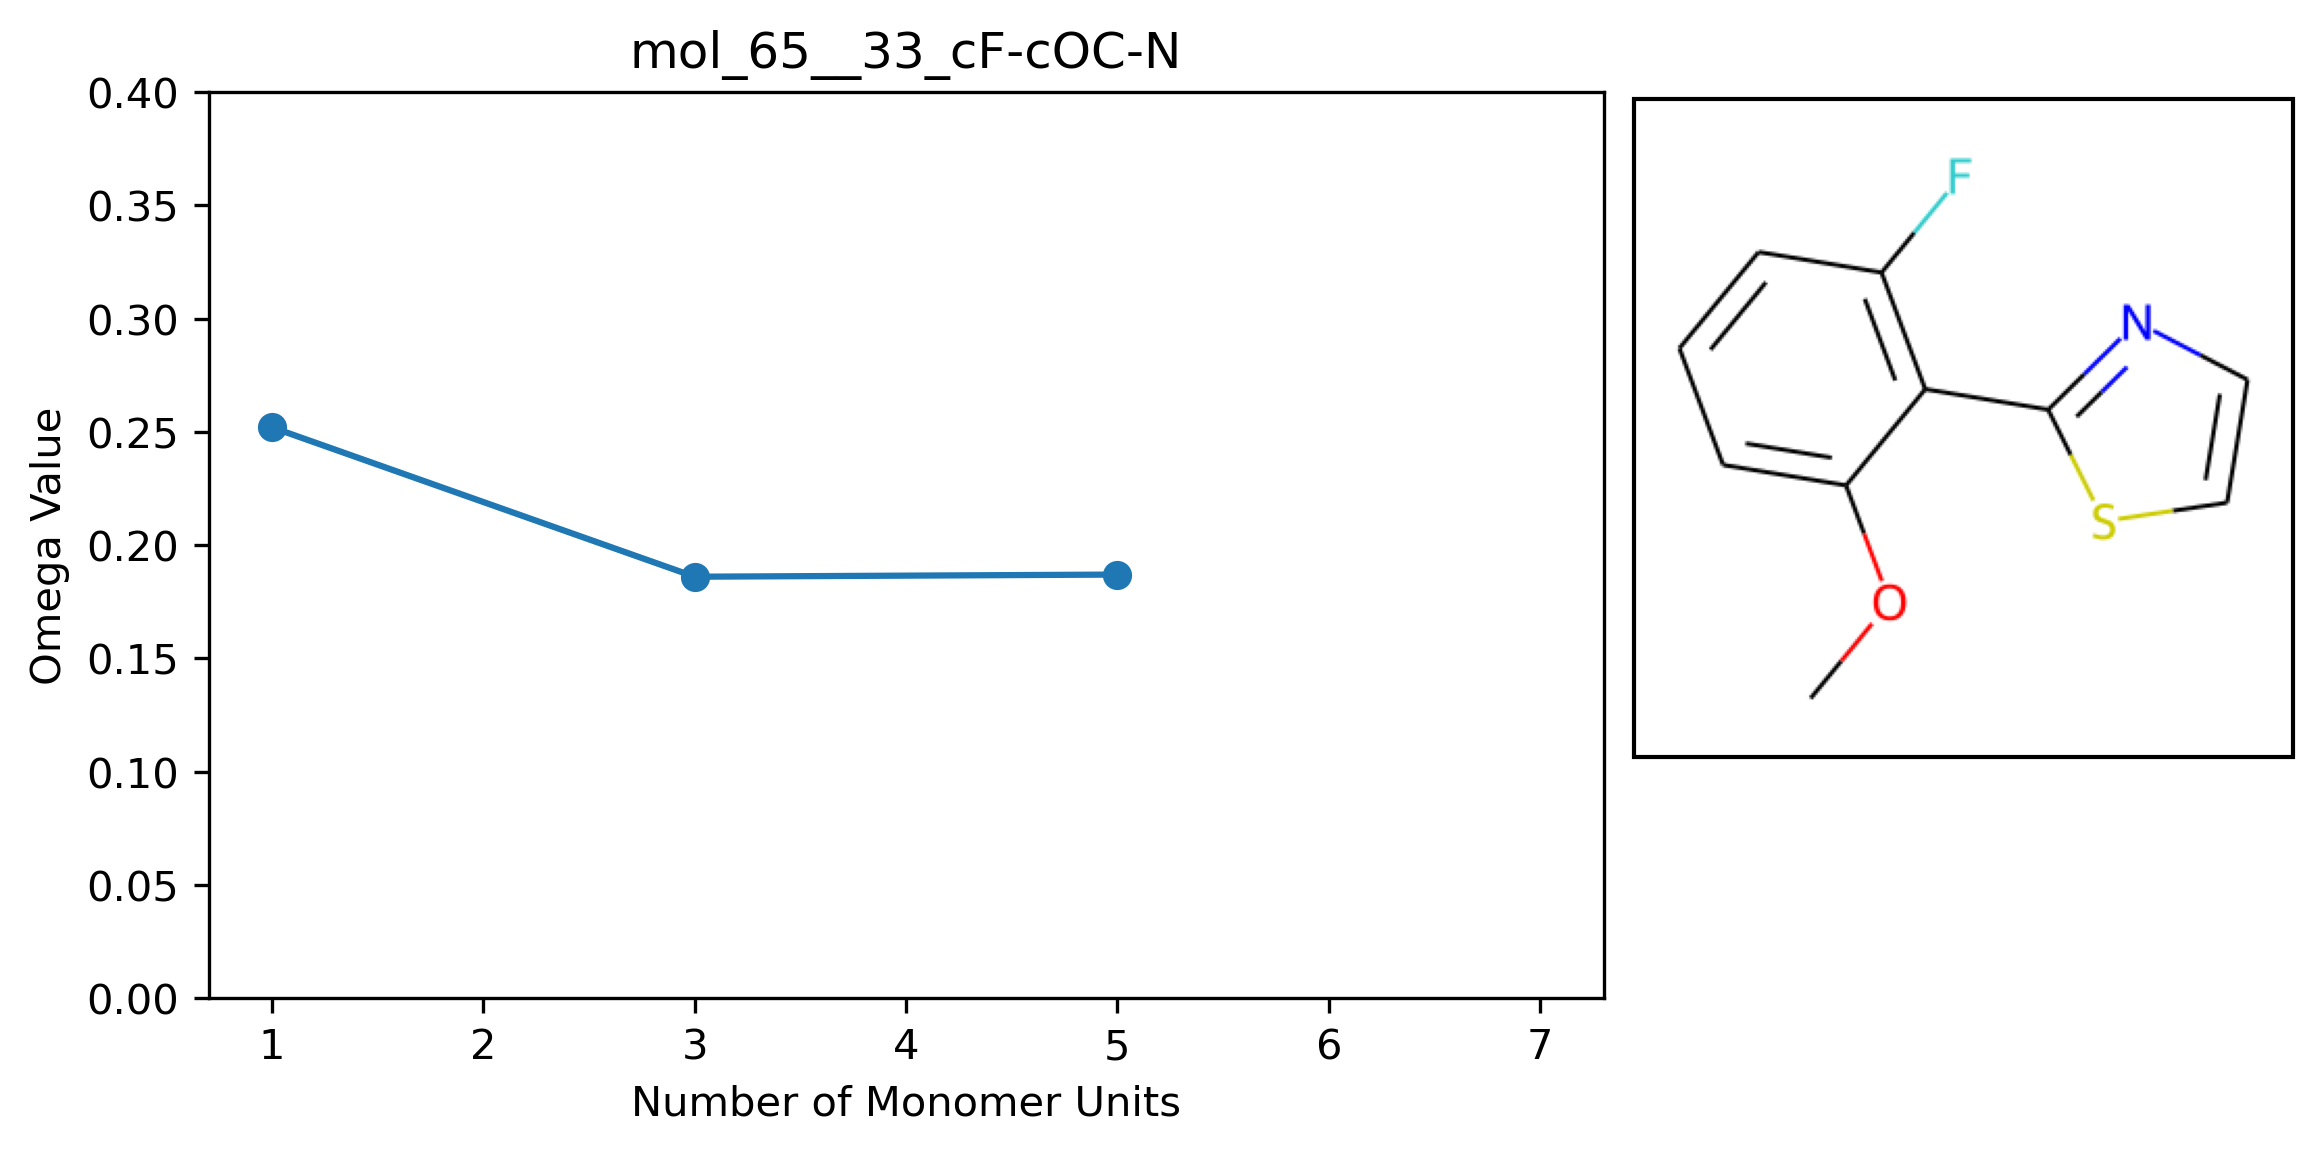 mol_65__33_cF-cOC-N
0.40
0.35
0.30
0.25
0.20
0.15
0.10
0.05
0.00
Omega Value
1 2 3 4 5 6 7
Number of Monomer Units
F
N
S
O